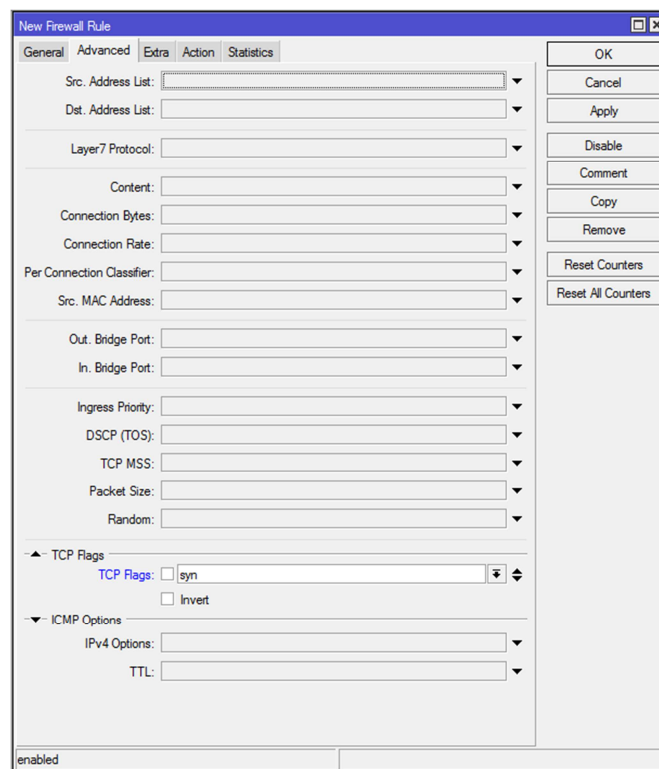 New Firewall Rule
General Advanced Extra Action Statistics
Src. Address List:
Dst. Address List:
Layer7 Protocol:
Content:
Connection Bytes:
Connection Rate:
Per Connection Classifier:
Src. MAC Address:
Out. Bridge Port:
In. Bridge Port:
Ingress Priority:
DSCP (TOS):
TCP MSS:
Packet Size:
Random:
TCP Flags
TCP Flags: syn
Invert
ICMP Options
IPv4 Options:
TTL:
OK
Cancel
Apply
Disable
Comment
Copy
Remove
Reset Counters
Reset All Counters
enabled